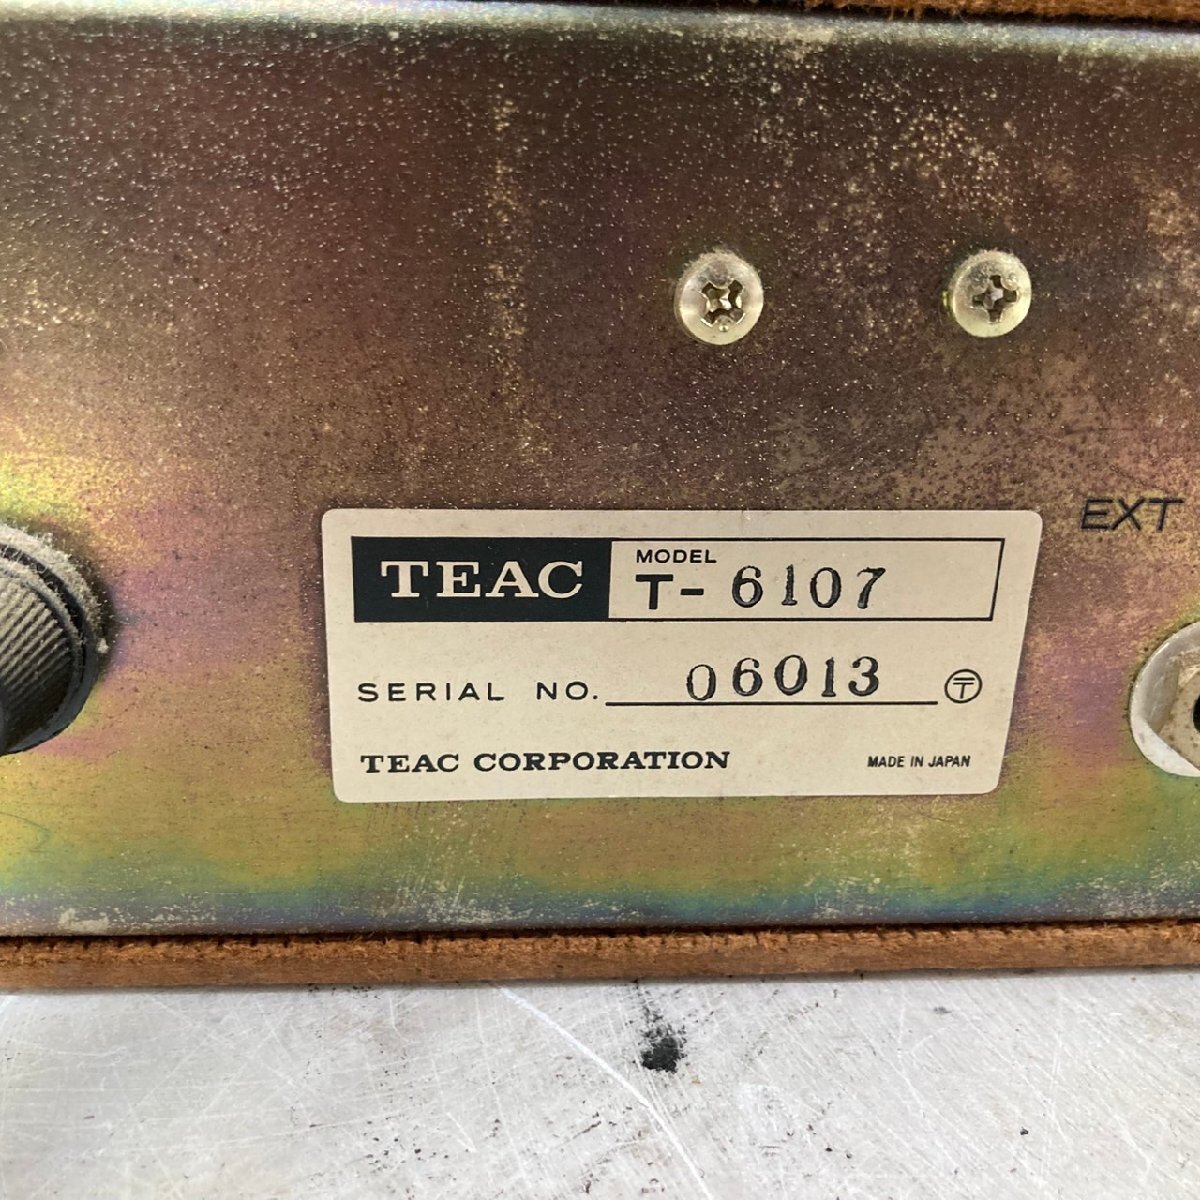 EXT
TEAC MODEL
T-6107
SERIAL NO. 06013 〒
TEAC CORPORATION MADE IN JAPAN